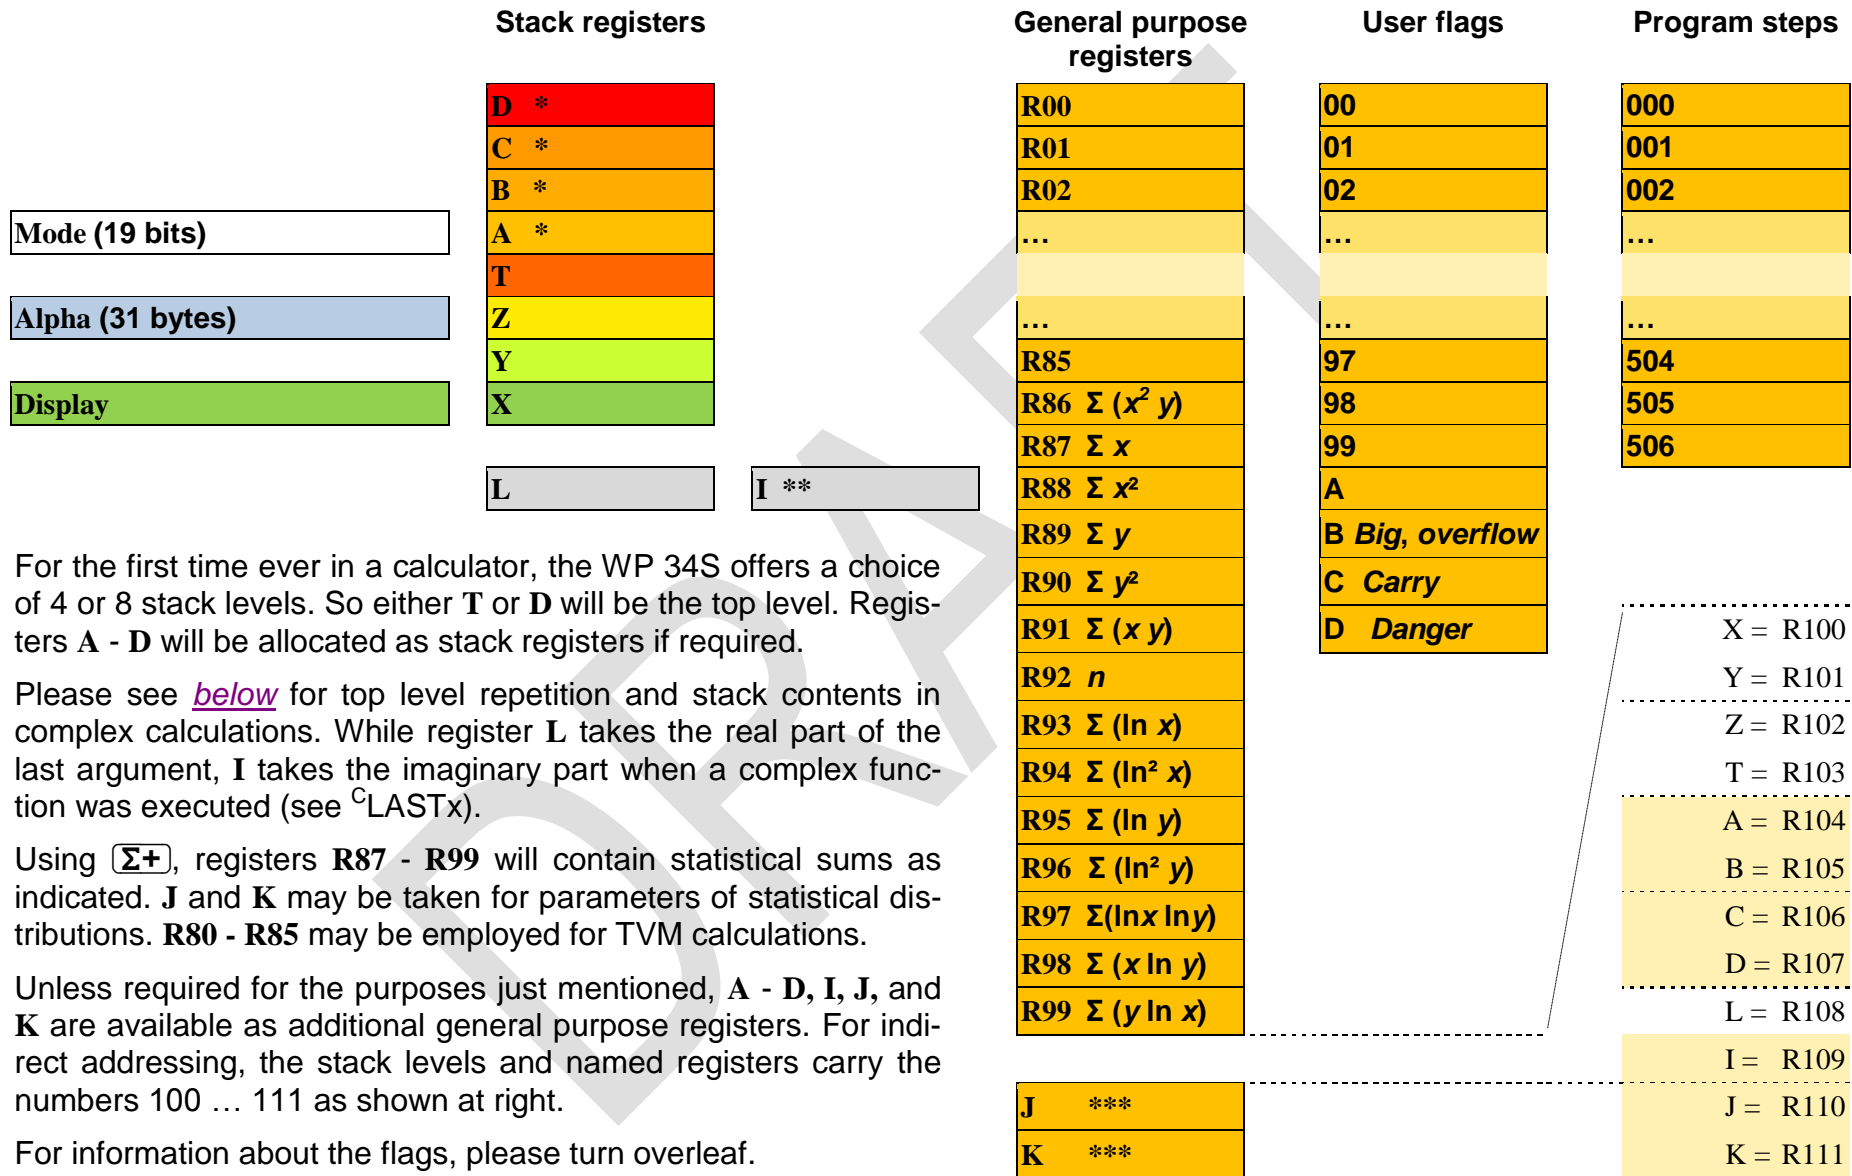 Stack registers
D *
C *
B *
A *
T
Z
Y
X
L
I **
Mode (19 bits)
Alpha (31 bytes)
Display
For the first time ever in a calculator, the WP 34S offers a choice
of 4 or 8 stack levels. So either T or D will be the top level. Regis-
ters A - D will be allocated as stack registers if required.
Please see below for top level repetition and stack contents in
complex calculations. While register L takes the real part of the
last argument, I takes the imaginary part when a complex func-
tion was executed (see ᶜLASTx).
Using Σ+, registers R87 - R99 will contain statistical sums as
indicated. J and K may be taken for parameters of statistical dis-
tributions. R80 - R85 may be employed for TVM calculations.
Unless required for the purposes just mentioned, A - D, I, J, and
K are available as additional general purpose registers. For indi-
rect addressing, the stack levels and named registers carry the
numbers 100 … 111 as shown at right.
For information about the flags, please turn overleaf.
General purpose
registers
R00
R01
R02
…
…
R85
R86 Σ (x² y)
R87 Σ x
R88 Σ x²
R89 Σ y
R90 Σ y²
R91 Σ (x y)
R92 n
R93 Σ (ln x)
R94 Σ (ln² x)
R95 Σ (ln y)
R96 Σ (ln² y)
R97 Σ(lnx lny)
R98 Σ (x ln y)
R99 Σ (y ln x)
J ***
K ***
User flags
00
01
02
…
…
97
98
99
A
B Big, overflow
C Carry
D Danger
Program steps
000
001
002
…
…
504
505
506
X = R100
Y = R101
Z = R102
T = R103
A = R104
B = R105
C = R106
D = R107
L = R108
I = R109
J = R110
K = R111
DRAFT